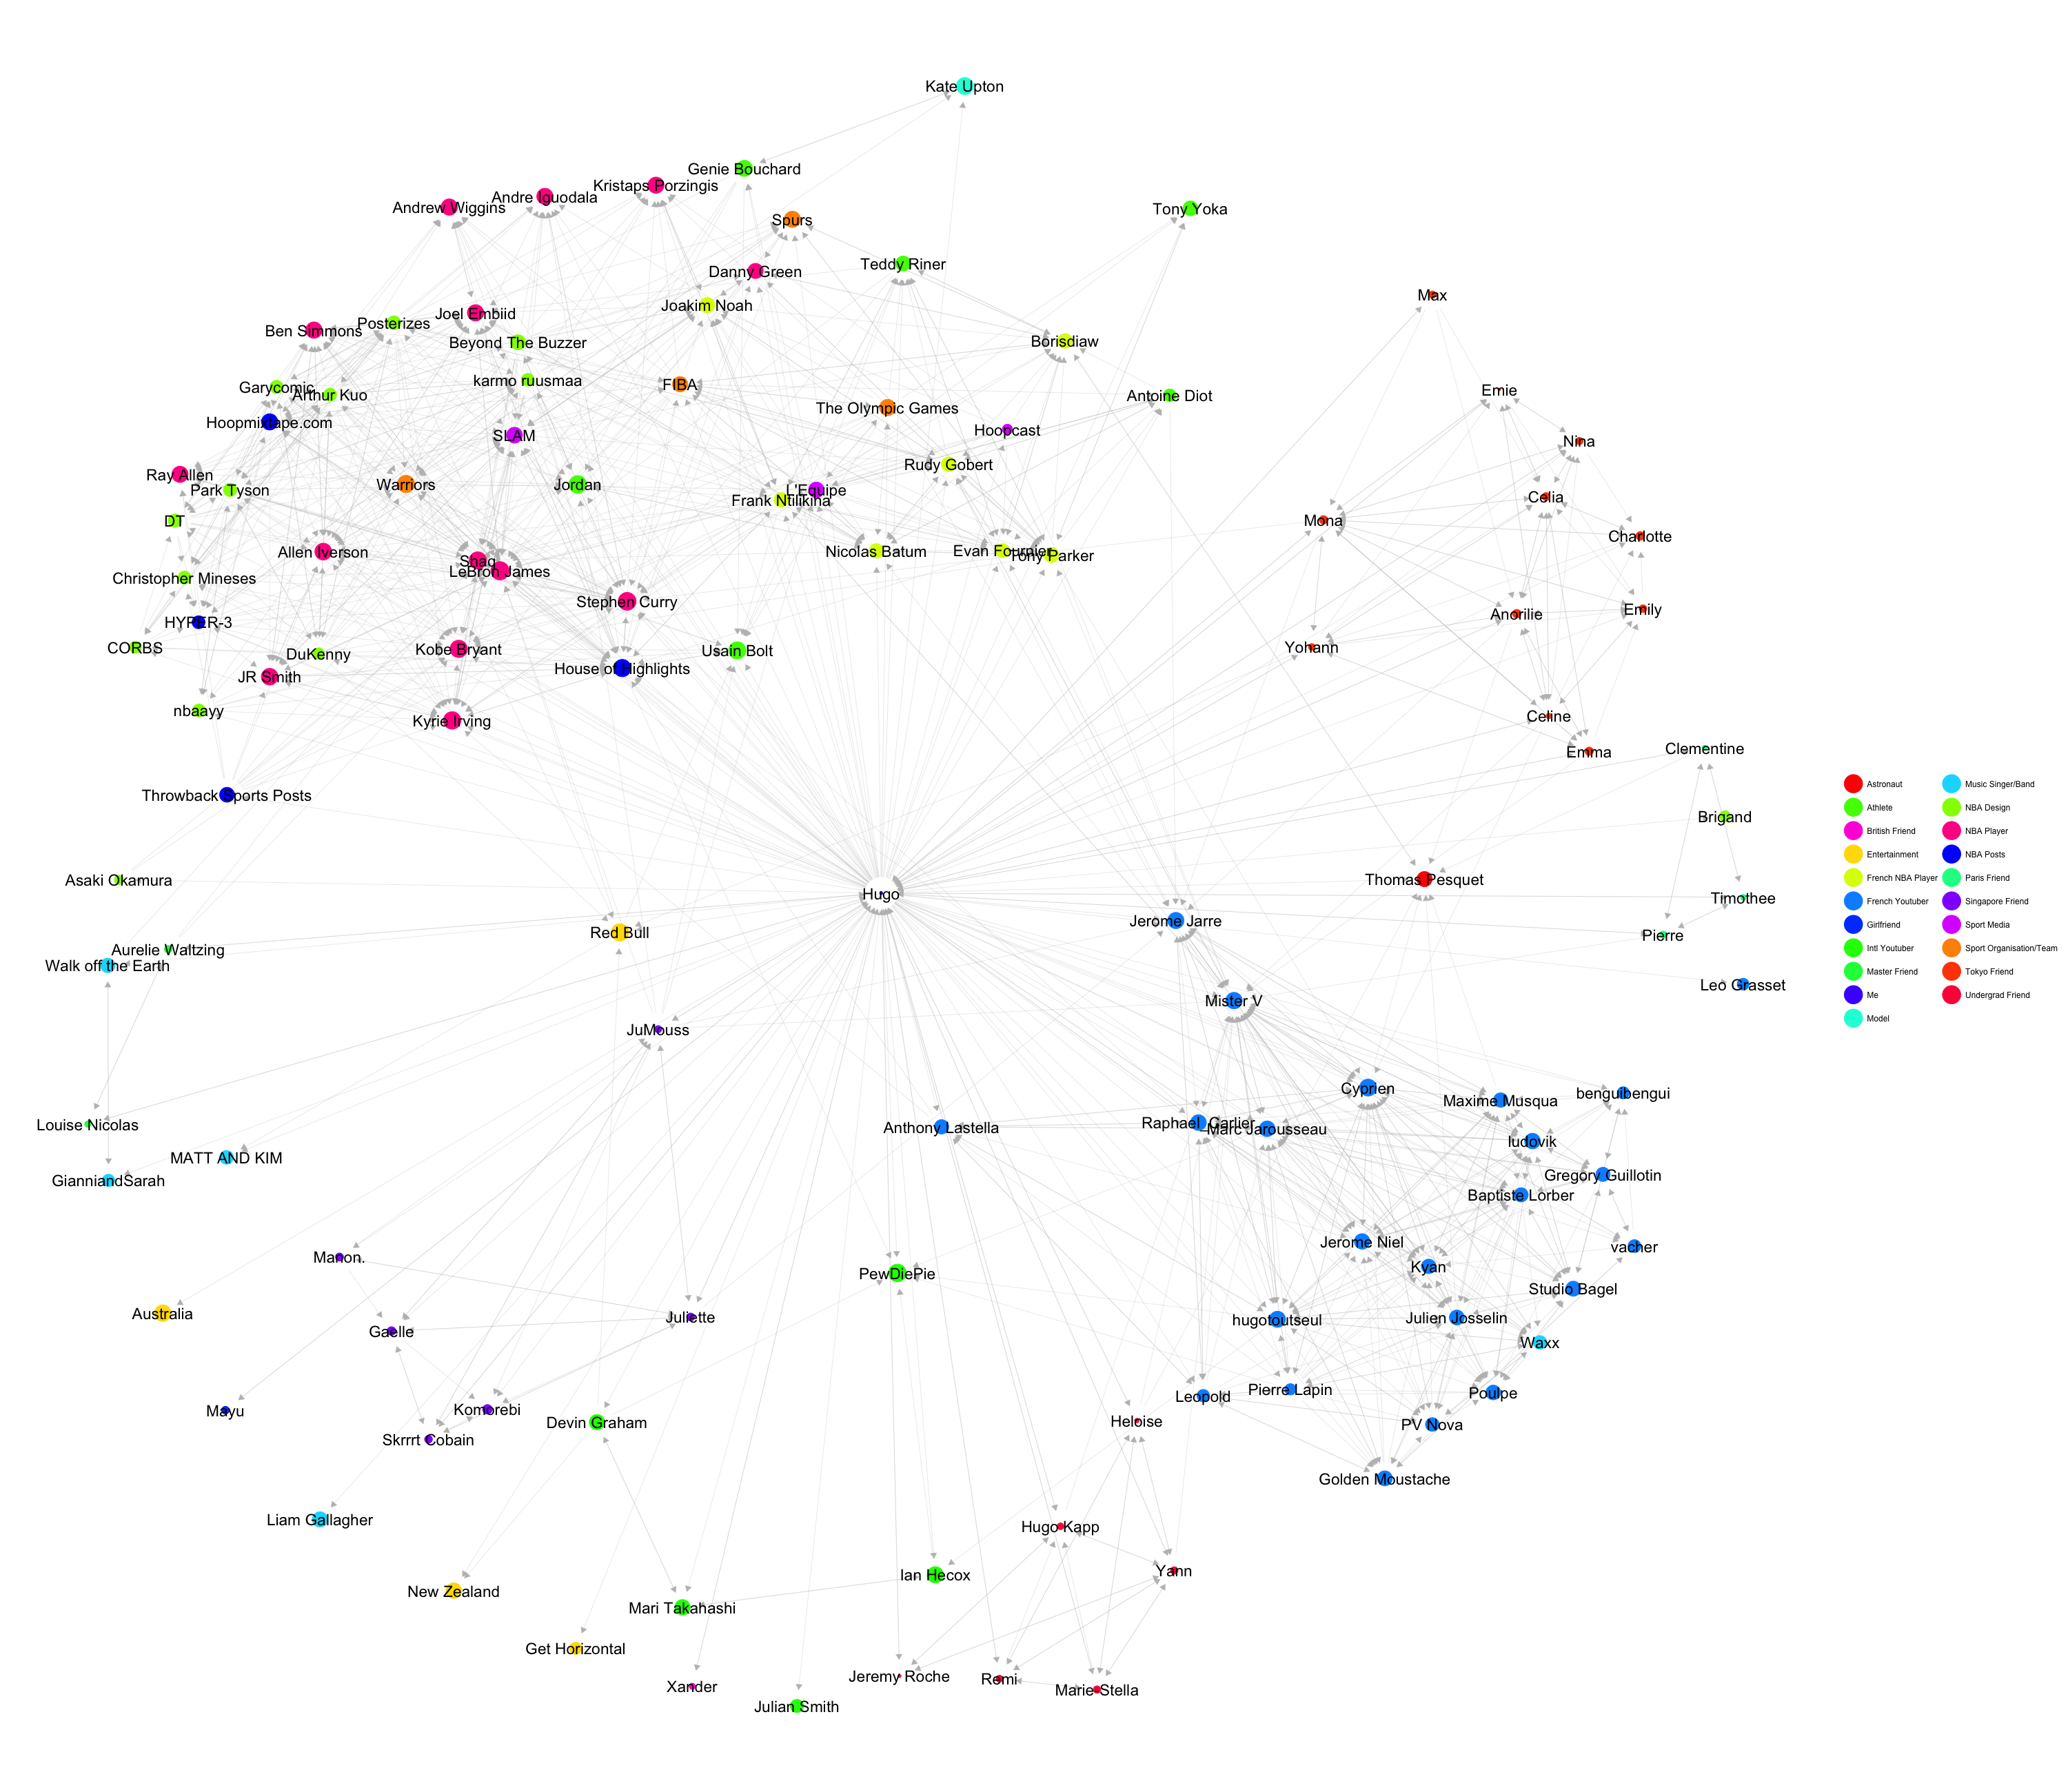 Kate Upton
Genie Bouchard
Kristaps Porzingis
Andre Iguodala
Andrew Wiggins
Tony Yoka
Spurs
Teddy Riner
Danny Green
Max
Joakim Noah
Joel Embiid
Posterizes
Ben Simmons
Beyond The Buzzer
Borisdiaw
karmo ruusmaa
FIBA
Garycomic
Arthur Kuo
Emie
Antoine Diot
The Olympic Games
Hoopmixtape.com
Hoopcast
SLAM
Nina
Rudy Gobert
Ray Allen
Park Tyson
Warriors
Jordan
L'Equipe
Frank Ntilikina
Celia
DT
Mona
Charlotte
Allen Iverson
Nicolas Batum
Evan Fournier
Tony Parker
Shaq
LeBron James
Christopher Mineses
Stephen Curry
Emily
Anorilie
HYPER-3
CORBS
DuKenny
Kobe Bryant
Usain Bolt
Yohann
House of Highlights
JR Smith
nbaayy
Kyrie Irving
Celine
Emma
Clementine
Throwback Sports Posts
Brigand
Asaki Okamura
Hugo
Thomas Pesquet
Timothee
Jerome Jarre
Red Bull
Pierre
Aurelie Waltzing
Walk off the Earth
Leo Grasset
Mister V
JuMouss
Cyprien
Maxime Musqua
benguibengui
Louise Nicolas
Anthony Lastella
Raphael Carlier
Marc Jarousseau
ludovik
MATT AND KIM
GianniandSarah
Gregory Guillotin
Baptiste Lorber
Jerome Niel
vacher
Manon.
Kyan
PewDiePie
Studio Bagel
Australia
Gaelle
Juliette
hugotoutseul
Julien Josselin
Waxx
Mayu
Komorebi
Leopold
Pierre Lapin
Poulpe
Skrrrt Cobain
Devin Graham
Heloise
PV Nova
Golden Moustache
Liam Gallagher
Hugo Kapp
Yann
Ian Hecox
New Zealand
Mari Takahashi
Get Horizontal
Xander
Jeremy Roche
Remi
Marie-Stella
Julian Smith
Astronaut
Athlete
British Friend
Entertainment
French NBA Player
French Youtuber
Girlfriend
Intl Youtuber
Master Friend
Me
Model
Music Singer/Band
NBA Design
NBA Player
NBA Posts
Paris Friend
Singapore Friend
Sport Media
Sport Organisation/Team
Tokyo Friend
Undergrad Friend